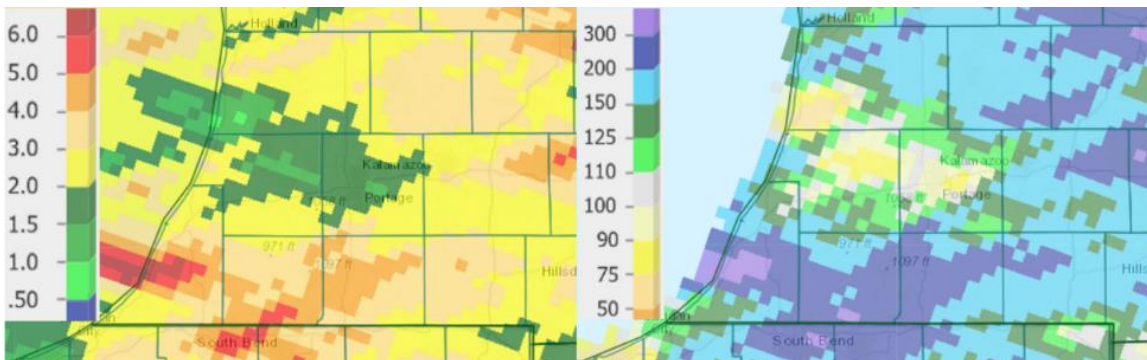 Holland
6.0
5.0
4.0
3.0
2.0
1.5
1.0
.50
Kalamazoo
Portage
971 ft
1097 ft
Hillsd
South Bend
Holland
300
200
150
125
110
100
90
75
50
Kalamazoo
Portage
971 ft
1097 ft
Hills
South Bend